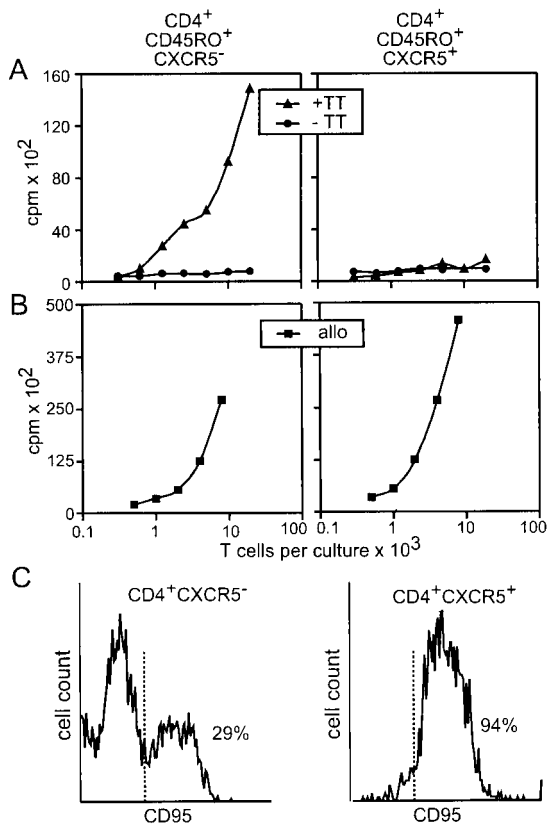 CD4⁺ CD4⁺
CD45RO⁺ CD45RO⁺
CXCR5⁻ CXCR5⁺
A
160
120
80
40
0
cpm x 10²
+TT
- TT
B
500
375
250
125
0
cpm x 10²
allo
0.1 1 10 100 0.1 1 10 100
T cells per culture x 10³
C
CD4⁺CXCR5⁻ CD4⁺CXCR5⁺
cell count cell count
29% 94%
CD95 CD95